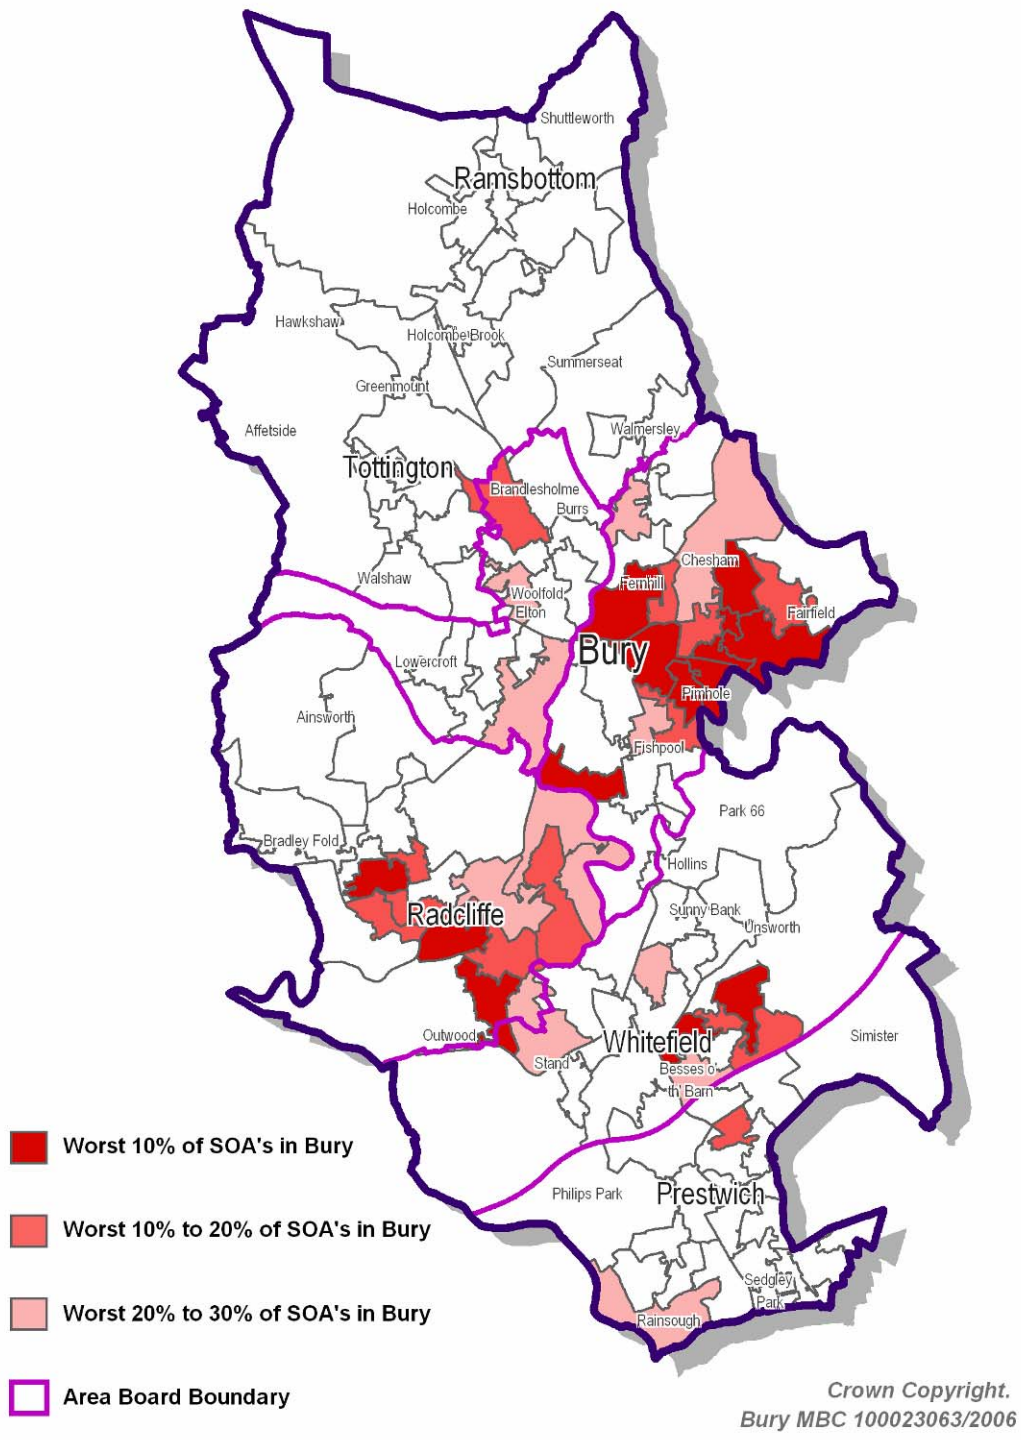 Shuttleworth
Ramsbottom
Holcombe
Hawkshaw
Holcombe Brook
Summerseat
Greenmount
Affetside
Walmersley
Tottington
Brandlesholme
Burrs
Chesham
Walshaw
Fernhill
Woolfold
Elton
Fairfield
Bury
Lowercroft
Pimhole
Ainsworth
Fishpool
Park 66
Bradley Fold
Hollins
Radcliffe
Sunny Bank
Unsworth
Outwood
Whitefield
Simister
Stand
Besses o'
th' Barn
Worst 10% of SOA's in Bury
Philips Park
Prestwich
Worst 10% to 20% of SOA's in Bury
Sedgley
Park
Worst 20% to 30% of SOA's in Bury
Rainsough
Area Board Boundary
Crown Copyright.
Bury MBC 100023063/2006